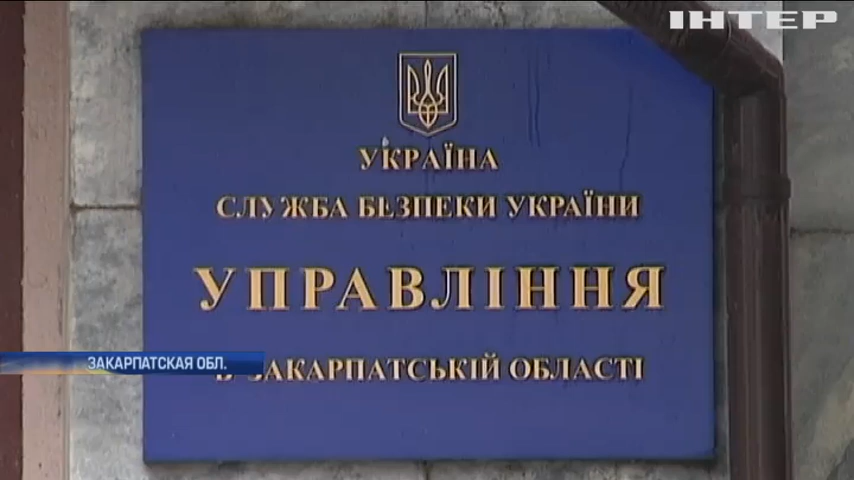 ІНТЕР
УКРАЇНА
СЛУЖБА БЕЗПЕКИ УКРАЇНИ
УПРАВЛІННЯ
ЗАКАРПАТСЬКІЙ ОБЛАСТІ
ЗАКАРПАТСКАЯ ОБЛ.